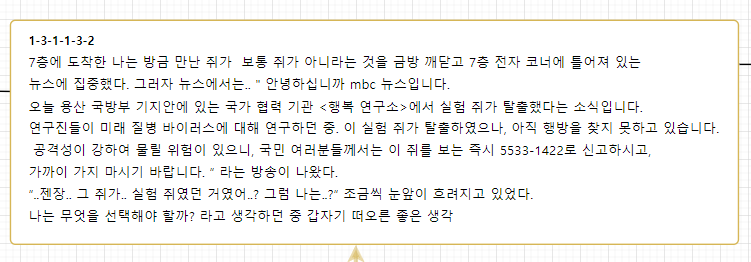 1-3-1-1-3-2
7층에 도착한 나는 방금 만난 쥐가  보통 쥐가 아니라는 것을 금방 깨닫고 7층 전자 코너에 틀어져 있는
뉴스에 집중했다. 그러자 뉴스에서는.. " 안녕하십니까 mbc 뉴스입니다.
오늘 용산 국방부 기지안에 있는 국가 협력 기관 <행복 연구소>에서 실험 쥐가 탈출했다는 소식입니다.
연구진들이 미래 질병 바이러스에 대해 연구하던 중. 이 실험 쥐가 탈출하였으나, 아직 행방을 찾지 못하고 있습니다.
공격성이 강하여 물릴 위험이 있으니, 국민 여러분들께서는 이 쥐를 보는 즉시 5533-1422로 신고하시고,
가까이 가지 마시기 바랍니다. " 라는 방송이 나왔다.
"..젠장.. 그 쥐가.. 실험 쥐였던 거였어..? 그럼 나는..?" 조금씩 눈앞이 흐려지고 있었다.
나는 무엇을 선택해야 할까? 라고 생각하던 중 갑자기 떠오른 좋은 생각